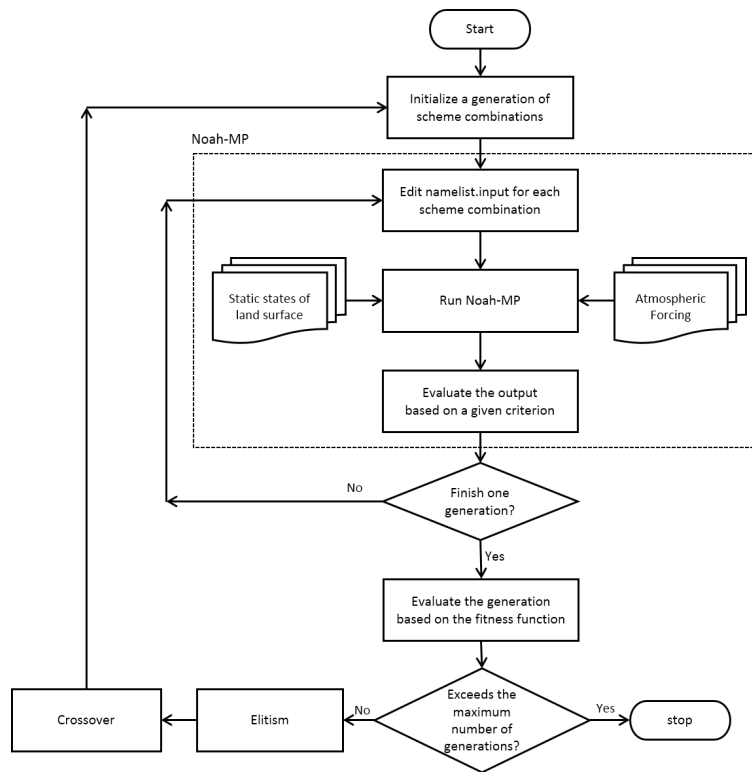 Start
Initialize a generation of
scheme combinations
Noah-MP
Edit namelist.input for each
scheme combination
Static states of
land surface
Run Noah-MP
Atmospheric
Forcing
Evaluate the output
based on a given criterion
No
Finish one
generation?
Yes
Evaluate the generation
based on the fitness function
Crossover
Elitism
No
Exceeds the
maximum
number of
generations?
Yes
stop